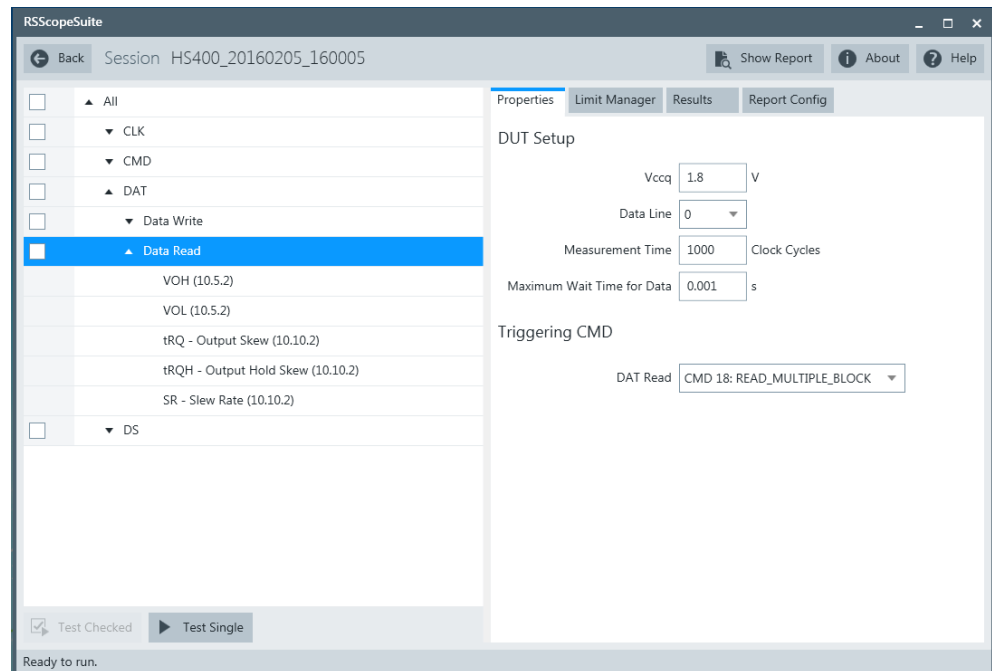 RSScopeSuite
Back Session HS400_20160205_160005 Show Report About Help
All
CLK
CMD
DAT
Data Write
Data Read
VOH (10.5.2)
VOL (10.5.2)
tRQ - Output Skew (10.10.2)
tRQH - Output Hold Skew (10.10.2)
SR - Slew Rate (10.10.2)
DS
Test Checked Test Single
Ready to run.
Properties Limit Manager Results Report Config
DUT Setup
Vccq 1.8 V
Data Line 0
Measurement Time 1000 Clock Cycles
Maximum Wait Time for Data 0.001 s
Triggering CMD
DAT Read CMD 18: READ_MULTIPLE_BLOCK